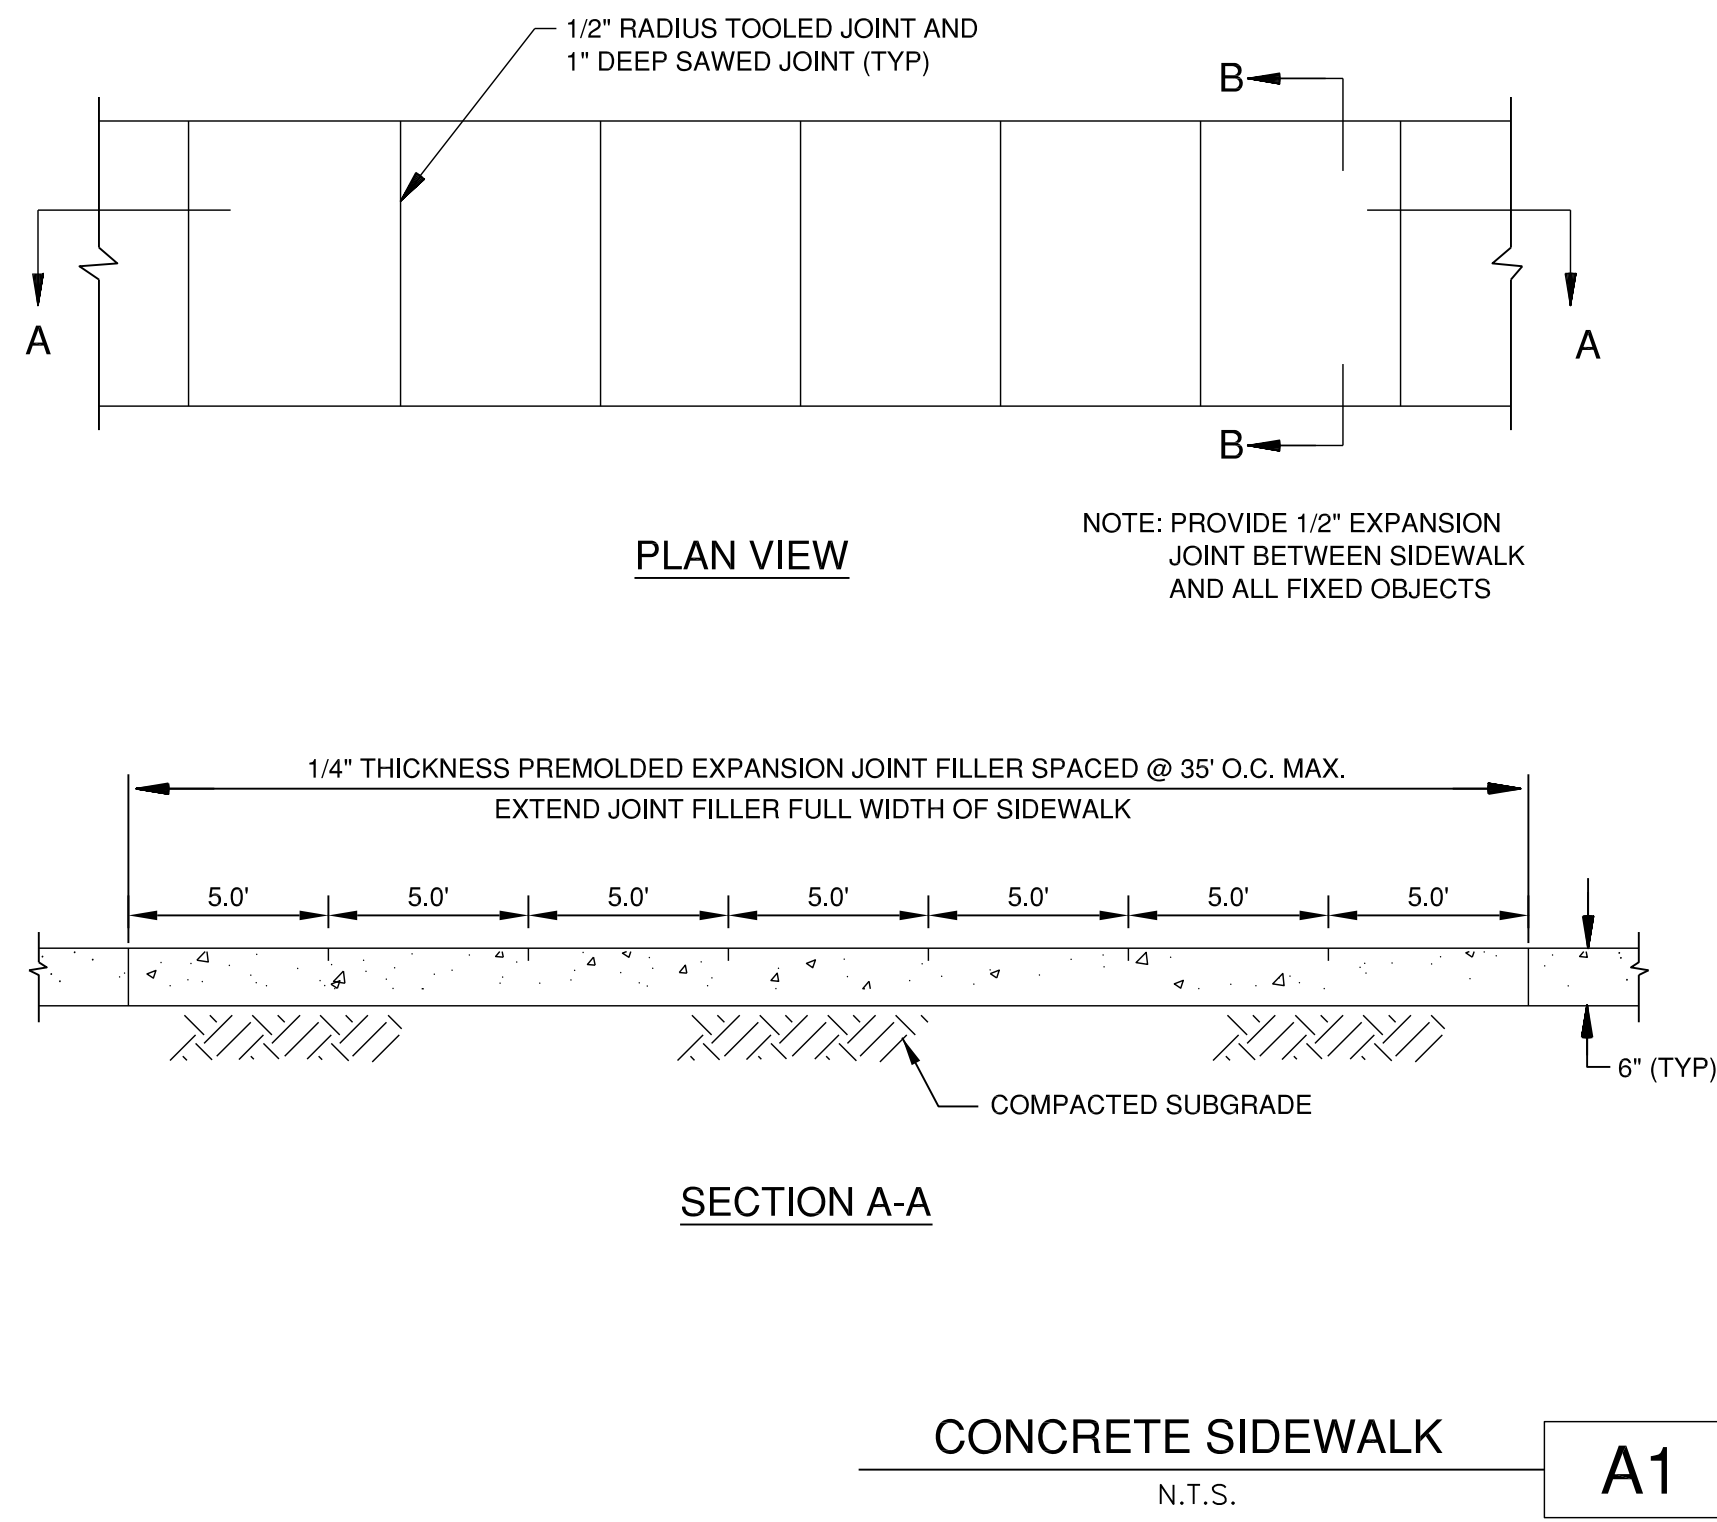 1/2" RADIUS TOOLED JOINT AND
1" DEEP SAWED JOINT (TYP)
B
A
A
B
PLAN VIEW
NOTE: PROVIDE 1/2" EXPANSION
JOINT BETWEEN SIDEWALK
AND ALL FIXED OBJECTS
1/4" THICKNESS PREMOLDED EXPANSION JOINT FILLER SPACED @ 35' O.C. MAX.
EXTEND JOINT FILLER FULL WIDTH OF SIDEWALK
5.0' 5.0' 5.0' 5.0' 5.0' 5.0' 5.0'
6" (TYP)
COMPACTED SUBGRADE
SECTION A-A
CONCRETE SIDEWALK
N.T.S.
A1